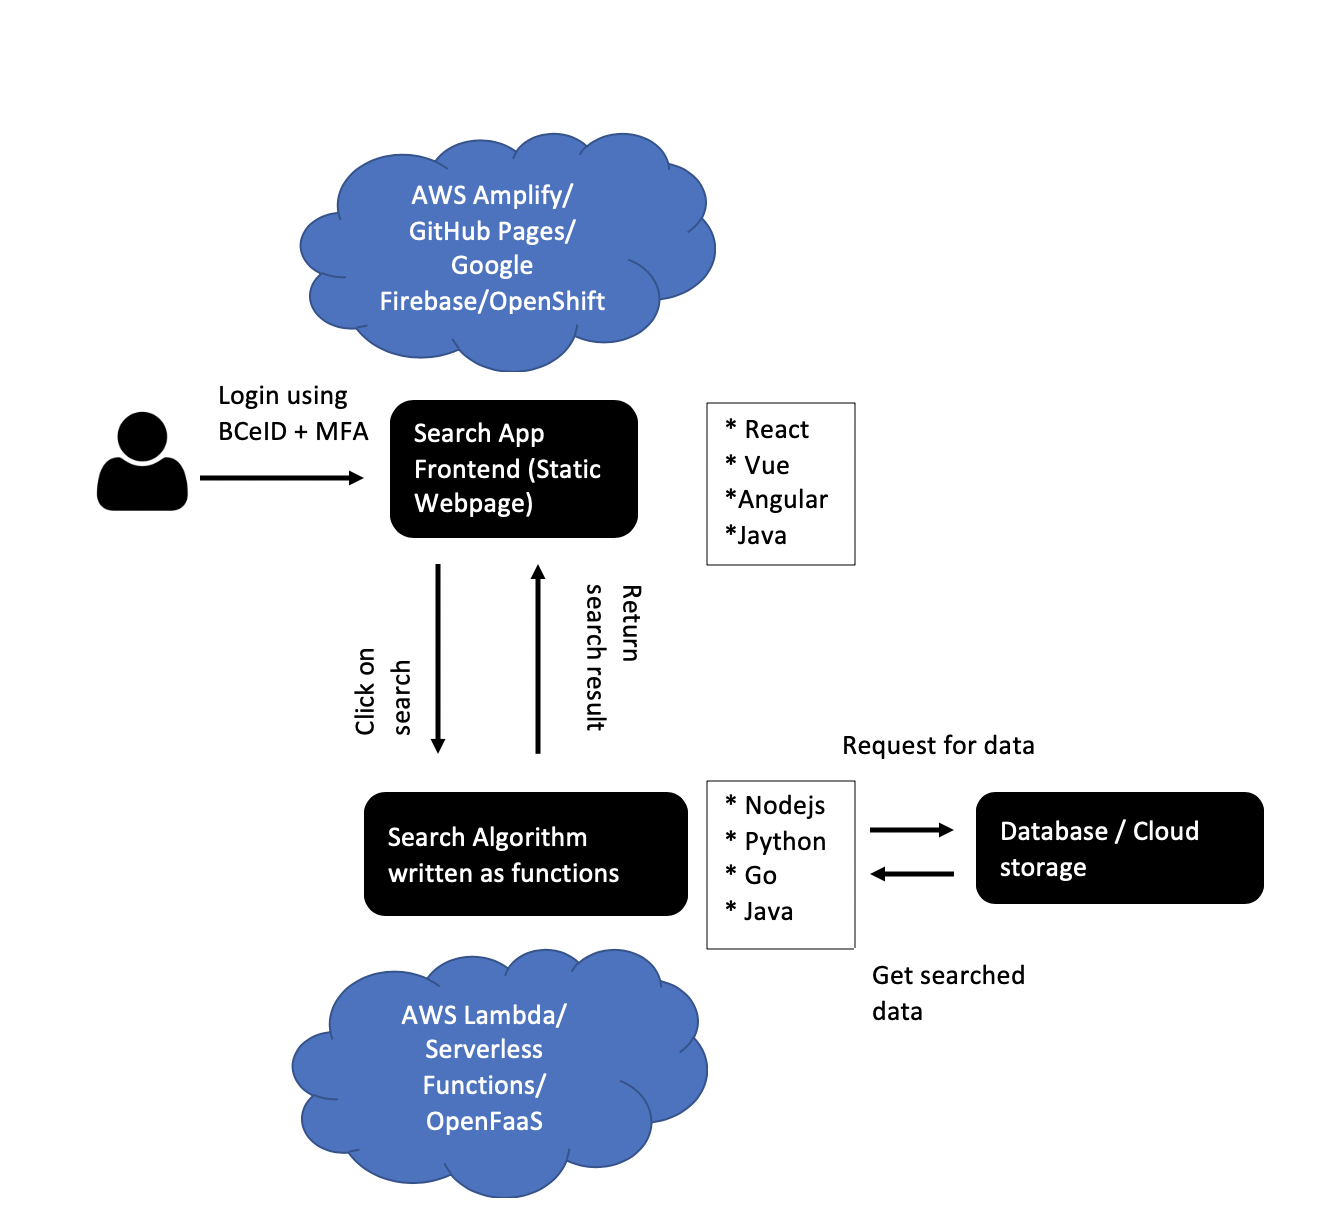 AWS Amplify/
GitHub Pages/
Google
Firebase/OpenShift
Login using
BCeID + MFA
Search App
Frontend (Static
Webpage)
* React
* Vue
*Angular
*Java
Click on
search
Return
search result
Request for data
Search Algorithm
written as functions
* Nodejs
* Python
* Go
* Java
Database / Cloud
storage
Get searched
data
AWS Lambda/
Serverless
Functions/
OpenFaaS